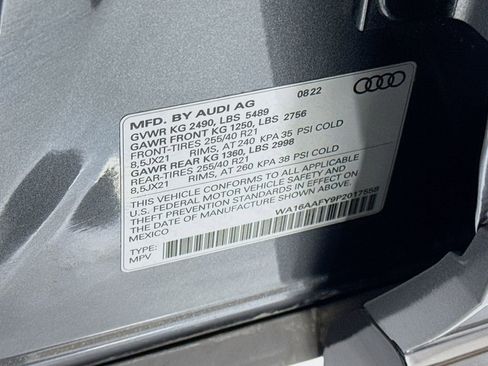 MFD. BY AUDI AG 08/22
GVWR KG 2490, LBS 5489
GAWR FRONT KG 1250, LBS 2756
FRONT-TIRES 255/40 R21
8,5JX21 RIMS, AT 240 KPA 35 PSI COLD
GAWR REAR KG 1360, LBS 2998
REAR-TIRES 255/40 R21
8,5JX21 RIMS, AT 260 KPA 38 PSI COLD
THIS VEHICLE CONFORMS TO ALL APPLICABLE
U.S. FEDERAL MOTOR VEHICLE SAFETY AND
THEFT PREVENTION STANDARDS IN EFFECT ON
THE DATE OF MANUFACTURE SHOWN ABOVE
MEXICO
WA16AAFY9P2017558
TYPE:
MPV